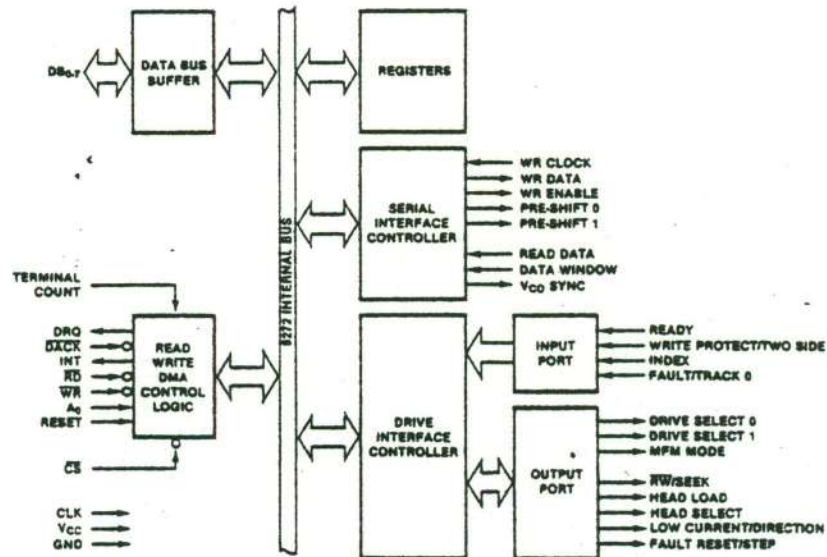 DB0-7
DATA BUS
BUFFER
REGISTERS
8272 INTERNAL BUS
SERIAL
INTERFACE
CONTROLLER
WR CLOCK
WR DATA
WR ENABLE
PRE-SHIFT 0
PRE-SHIFT 1
READ DATA
DATA WINDOW
VCO SYNC
TERMINAL
COUNT
DRQ
DACK
INT
RD
WR
A0
RESET
CS
READ
WRITE
DMA
CONTROL
LOGIC
DRIVE
INTERFACE
CONTROLLER
INPUT
PORT
READY
WRITE PROTECT/TWO SIDE
INDEX
FAULT/TRACK 0
OUTPUT
PORT
DRIVE SELECT 0
DRIVE SELECT 1
MFM MODE
RW/SEEK
HEAD LOAD
HEAD SELECT
LOW CURRENT/DIRECTION
FAULT RESET/STEP
CLK
VCC
GND